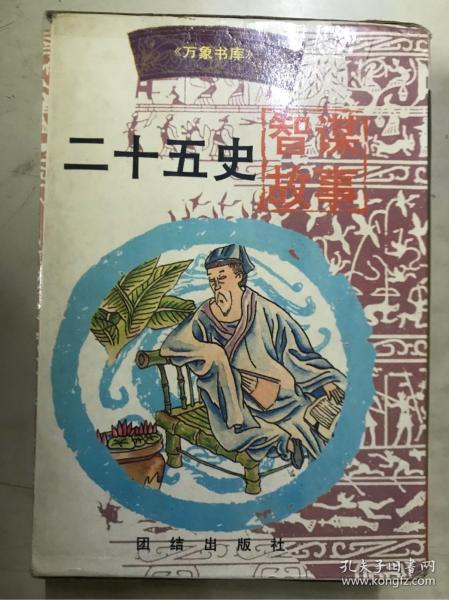 《万象书库》
二十五史
智谋
故事
团结出版社
孔夫子旧书网
www.kongfz.com